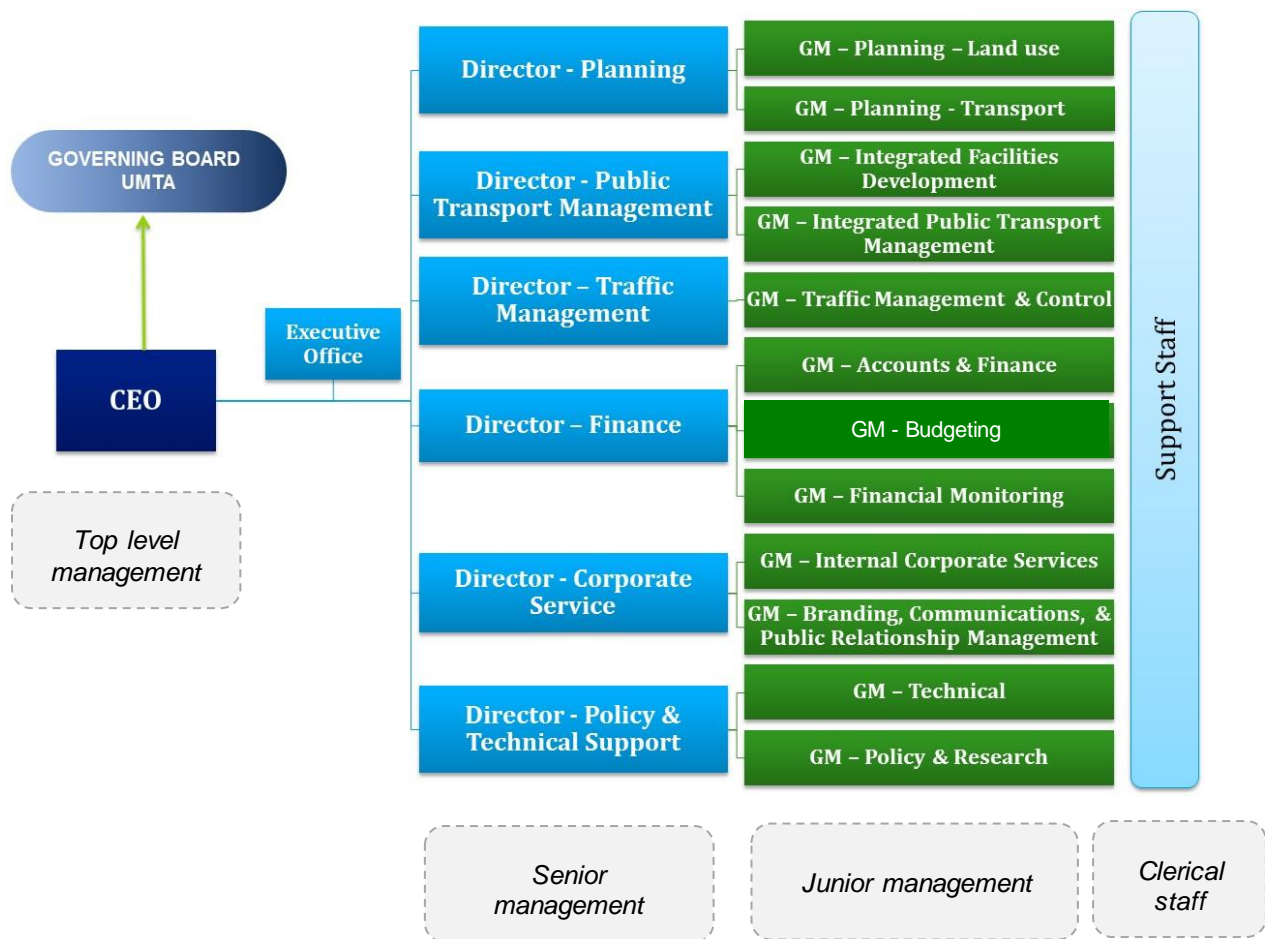 GOVERNING BOARD
UMTA
CEO
Top level
management
Executive
Office
Director - Planning
Director - Public
Transport Management
Director – Traffic
Management
Director – Finance
Director - Corporate
Service
Director - Policy &
Technical Support
Senior
management
GM – Planning – Land use
GM – Planning - Transport
GM – Integrated Facilities
Development
GM – Integrated Public Transport
Management
GM – Traffic Management & Control
GM – Accounts & Finance
GM - Budgeting
GM – Financial Monitoring
GM – Internal Corporate Services
GM – Branding, Communications, &
Public Relationship Management
GM – Technical
GM – Policy & Research
Junior management
Support Staff
Clerical
staff